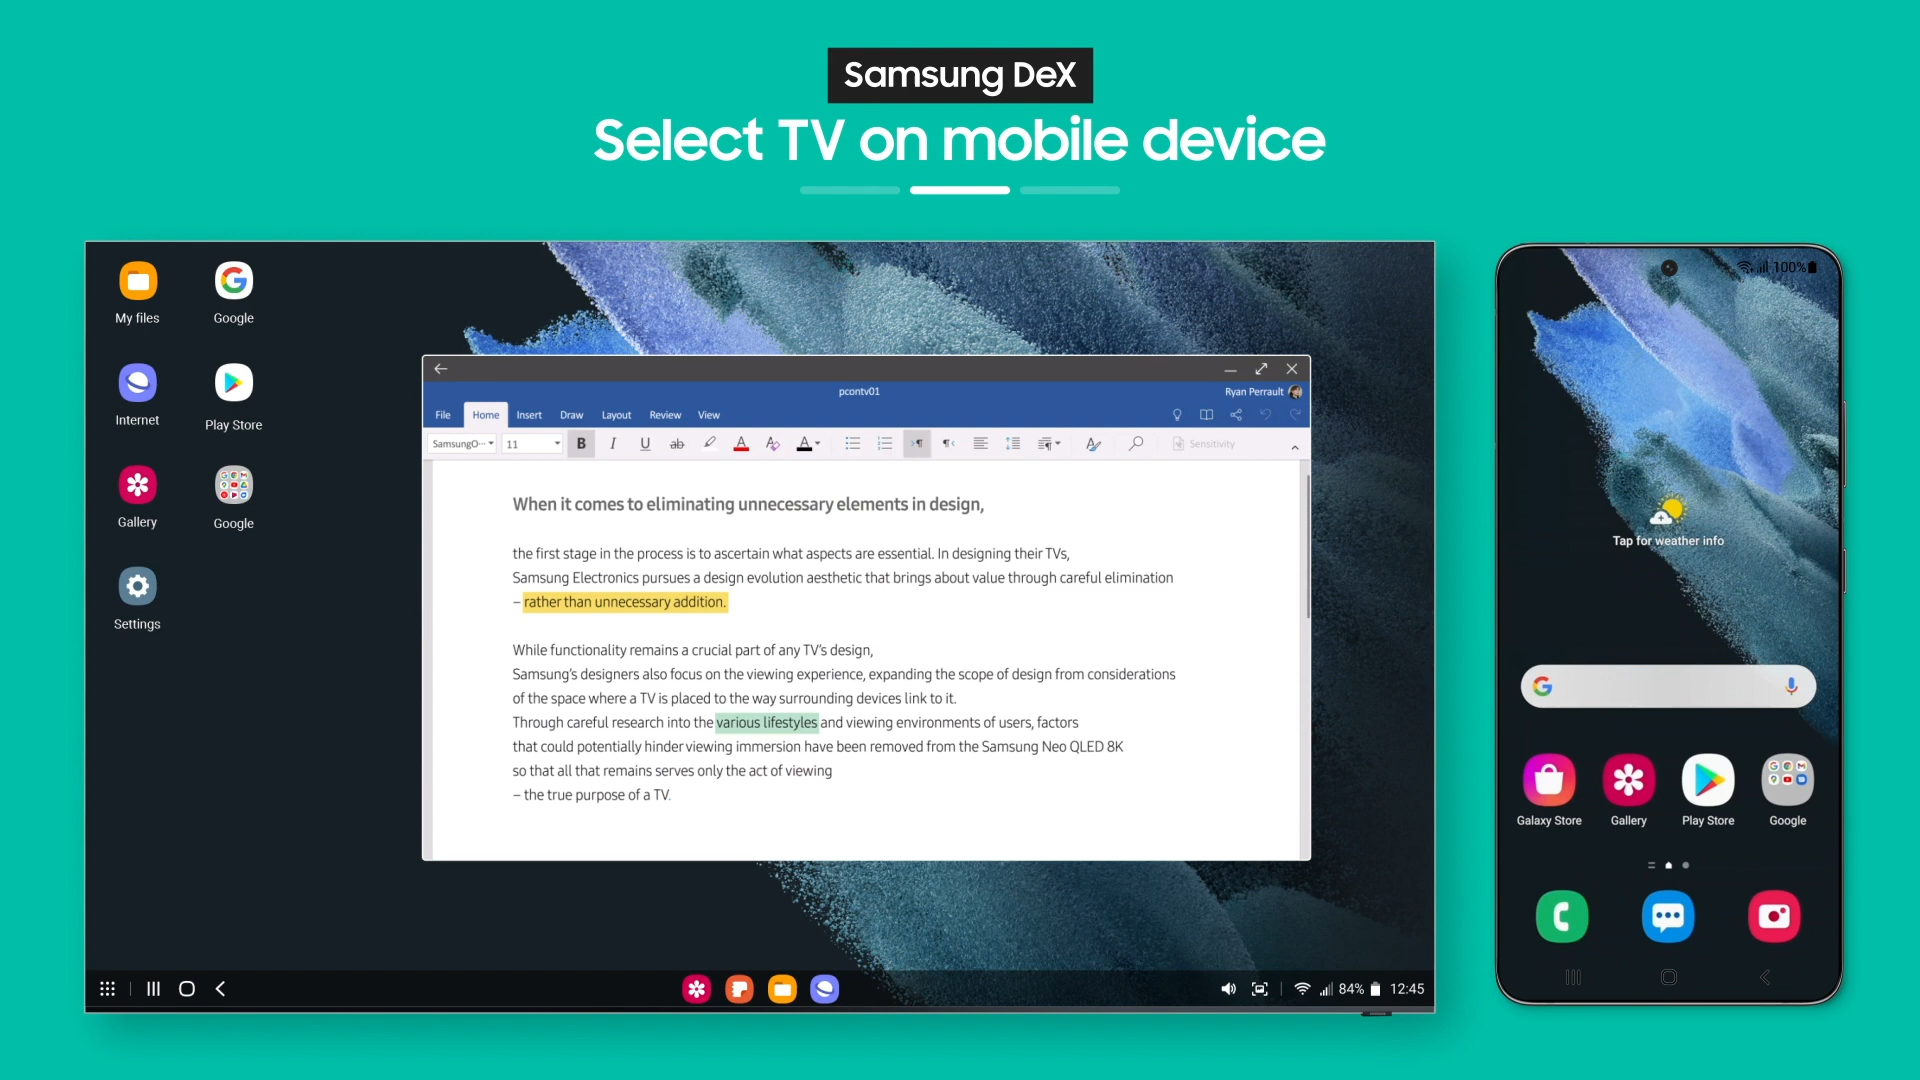 Samsung DeX
Select TV on mobile device
My files
Google
Internet
Play Store
Gallery
Google
Settings
pcontv01
Ryan Perrault
File Home Insert Draw Layout Review View
SamsungO··· 11 B I U ab A A A Sensitivity
When it comes to eliminating unnecessary elements in design,
the first stage in the process is to ascertain what aspects are essential. In designing their TVs,
Samsung Electronics pursues a design evolution aesthetic that brings about value through careful elimination
– rather than unnecessary addition.
While functionality remains a crucial part of any TV's design,
Samsung's designers also focus on the viewing experience, expanding the scope of design from considerations
of the space where a TV is placed to the way surrounding devices link to it.
Through careful research into the various lifestyles and viewing environments of users, factors
that could potentially hinder viewing immersion have been removed from the Samsung Neo QLED 8K
so that all that remains serves only the act of viewing
– the true purpose of a TV.
84% 12:45
100%
Tap for weather info
Galaxy Store Gallery Play Store Google